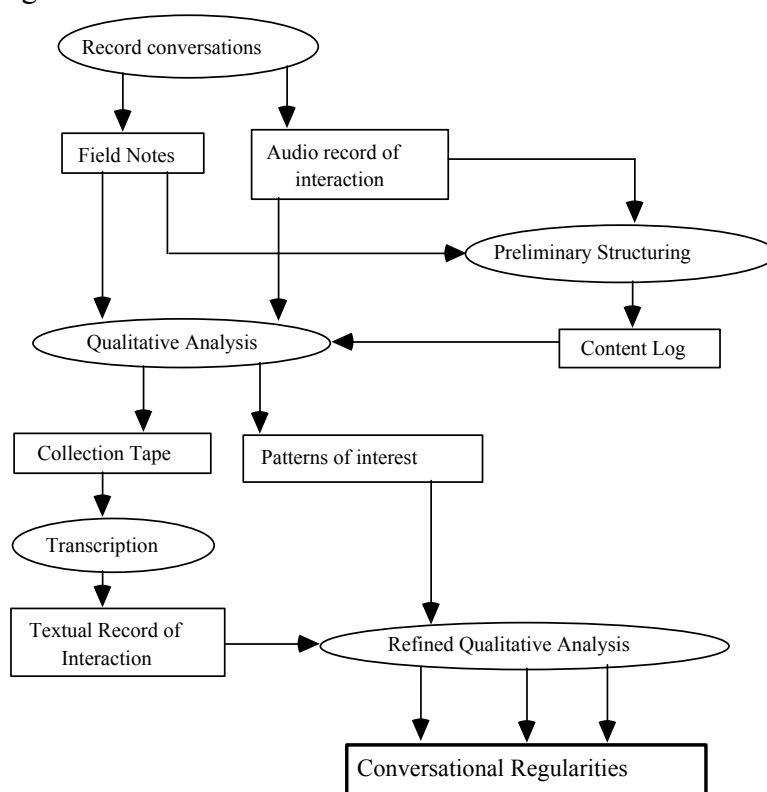 Record conversations
Field Notes
Audio record of
interaction
Preliminary Structuring
Qualitative Analysis
Content Log
Collection Tape
Patterns of interest
Transcription
Textual Record of
Interaction
Refined Qualitative Analysis
Conversational Regularities